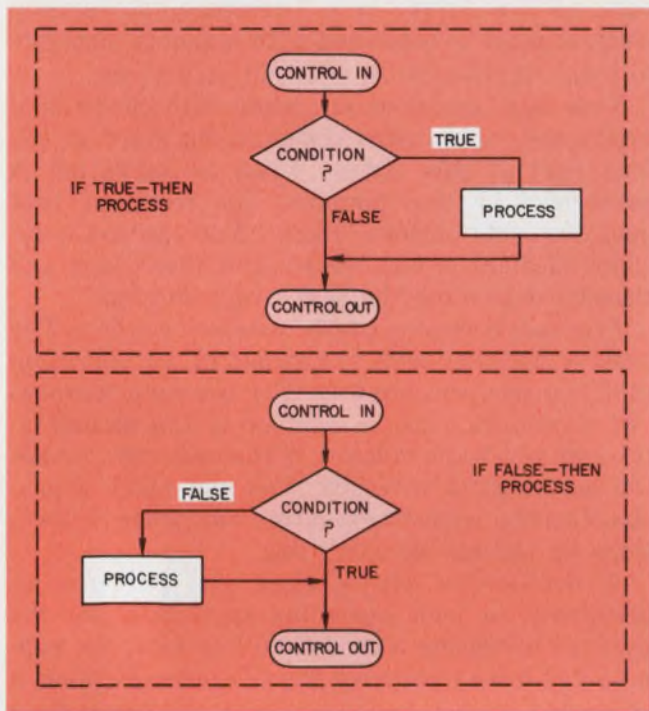 CONTROL IN
CONDITION
?
TRUE
IF TRUE—THEN
PROCESS
PROCESS
FALSE
CONTROL OUT
CONTROL IN
IF FALSE—THEN
PROCESS
FALSE
CONDITION
?
PROCESS
TRUE
CONTROL OUT